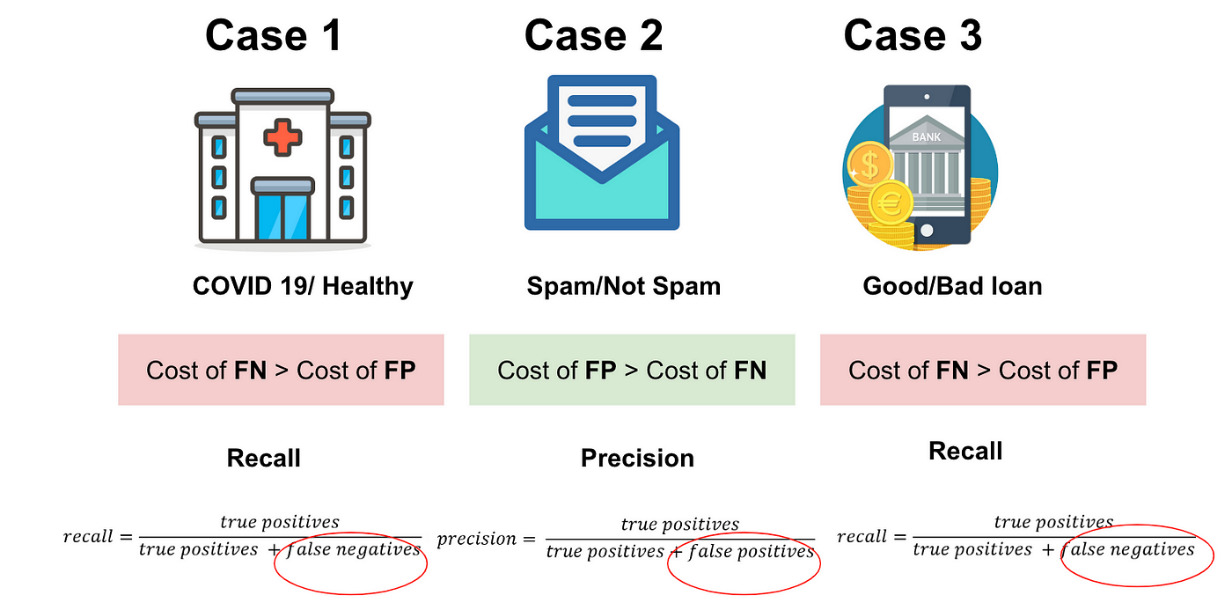 Case 1
Case 2
Case 3
BANK
$
€
COVID 19/ Healthy
Spam/Not Spam
Good/Bad loan
Cost of FN > Cost of FP
Cost of FP > Cost of FN
Cost of FN > Cost of FP
Recall
Precision
Recall
recall = true positives / true positives + false negatives
precision = true positives / true positives + false positives
recall = true positives / true positives + false negatives